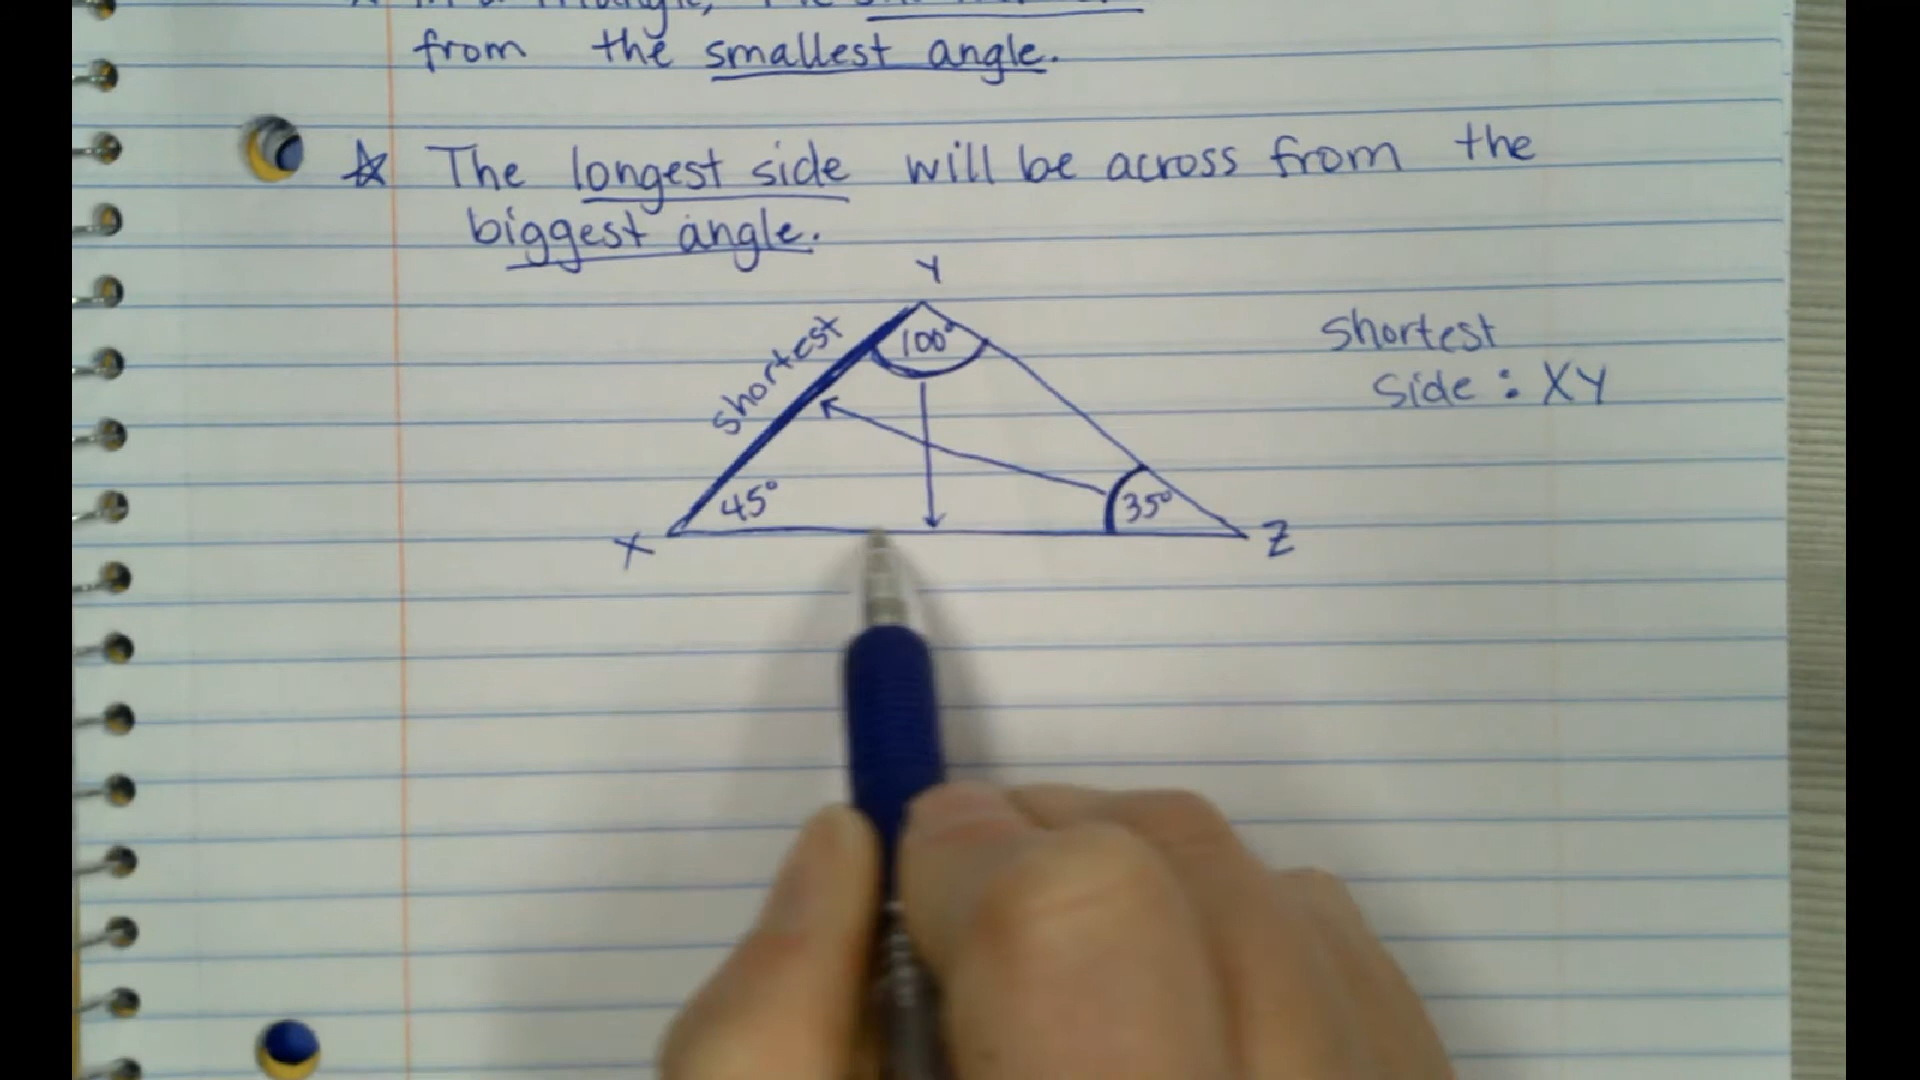 from the smallest angle.
☆ The longest side will be across from the
biggest angle.
Y
100°
shortest
45°
35°
X
Z
Shortest
Side : XY